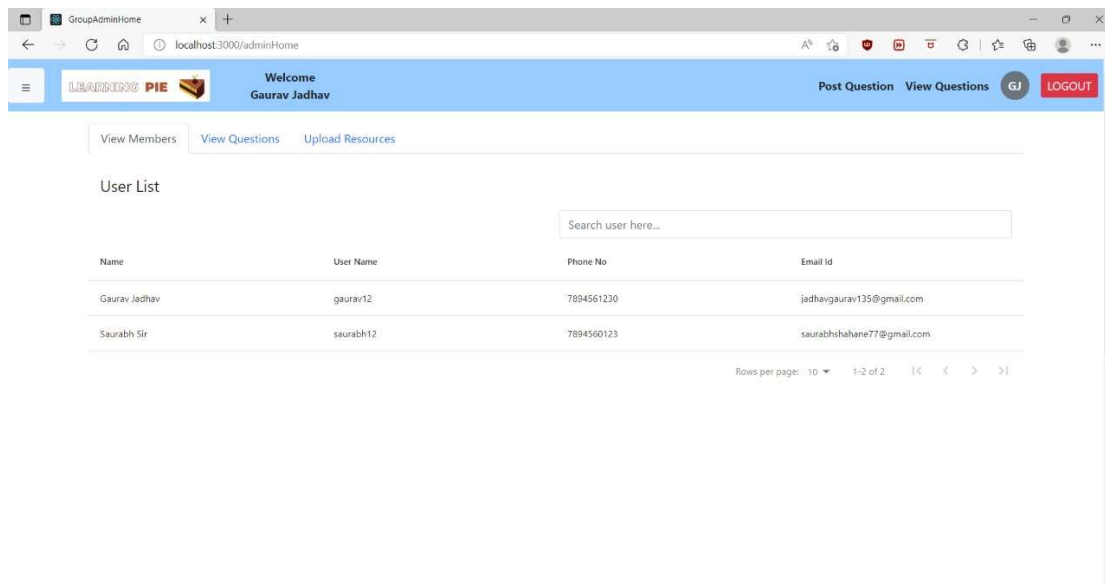 GroupAdminHome
localhost:3000/adminHome
LEARNING PIE
Welcome
Gaurav Jadhav
Post Question View Questions GJ LOGOUT
View Members View Questions Upload Resources
User List
Search user here...
Name User Name Phone No Email Id
Gaurav Jadhav gaurav12 7894561230 jadhavgaurav135@gmail.com
Saurabh Sir saurabh12 7894560123 saurabhshahane77@gmail.com
Rows per page: 10 1-2 of 2